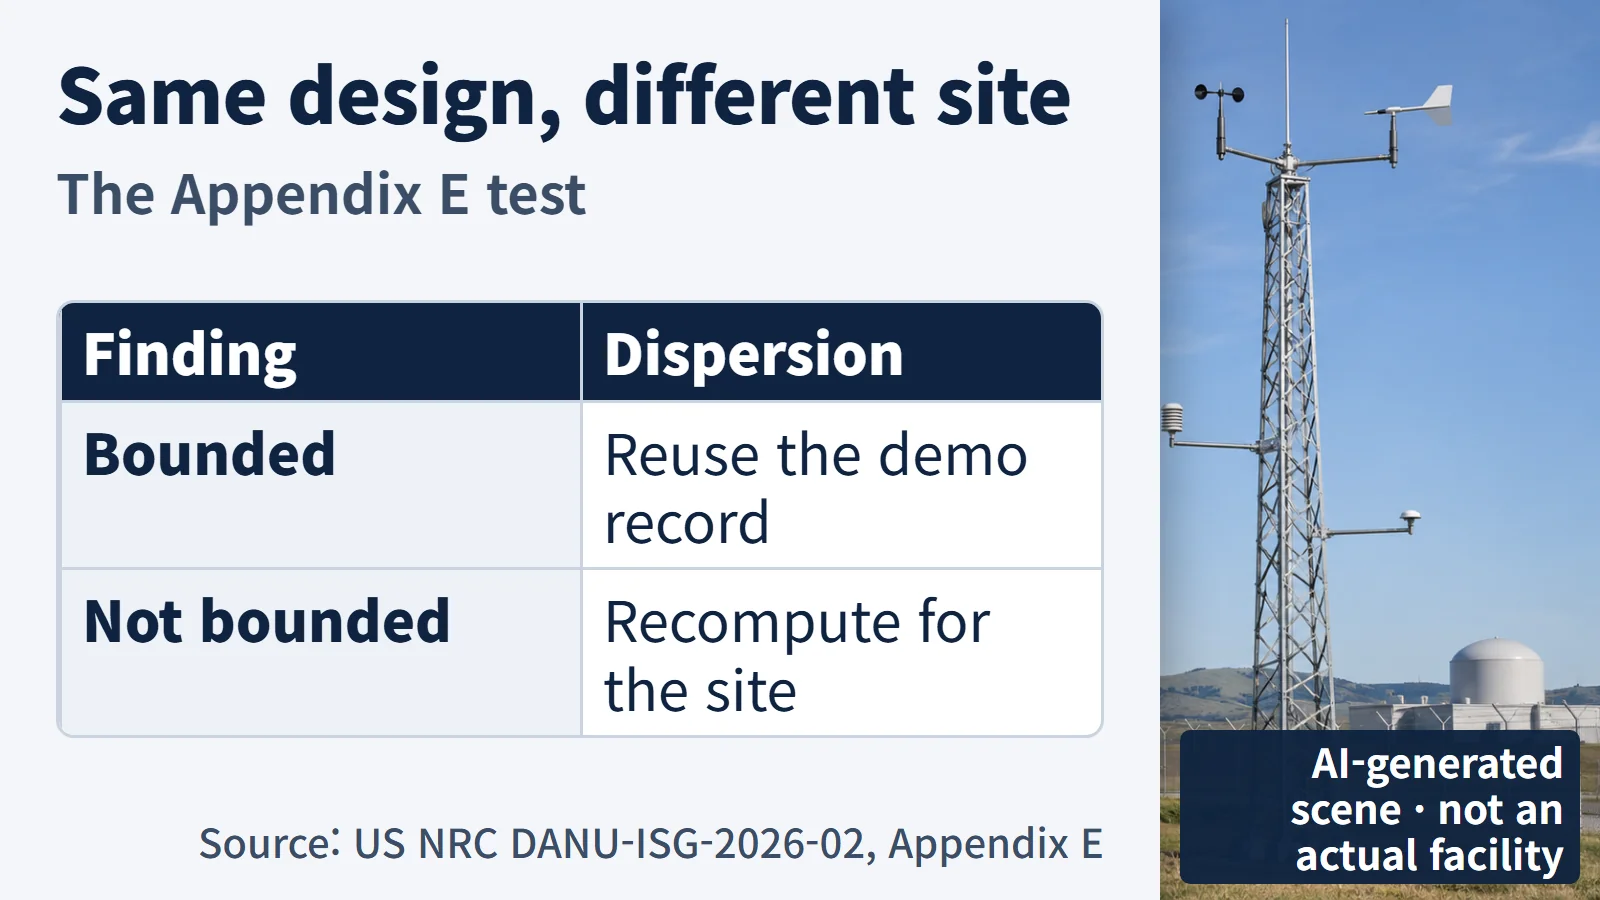 Same design, different site
The Appendix E test
Finding
Dispersion
Bounded
Reuse the demo
record
Not bounded
Recompute for
the site
Source: US NRC DANU-ISG-2026-02, Appendix E
AI-generated
scene · not an
actual facility